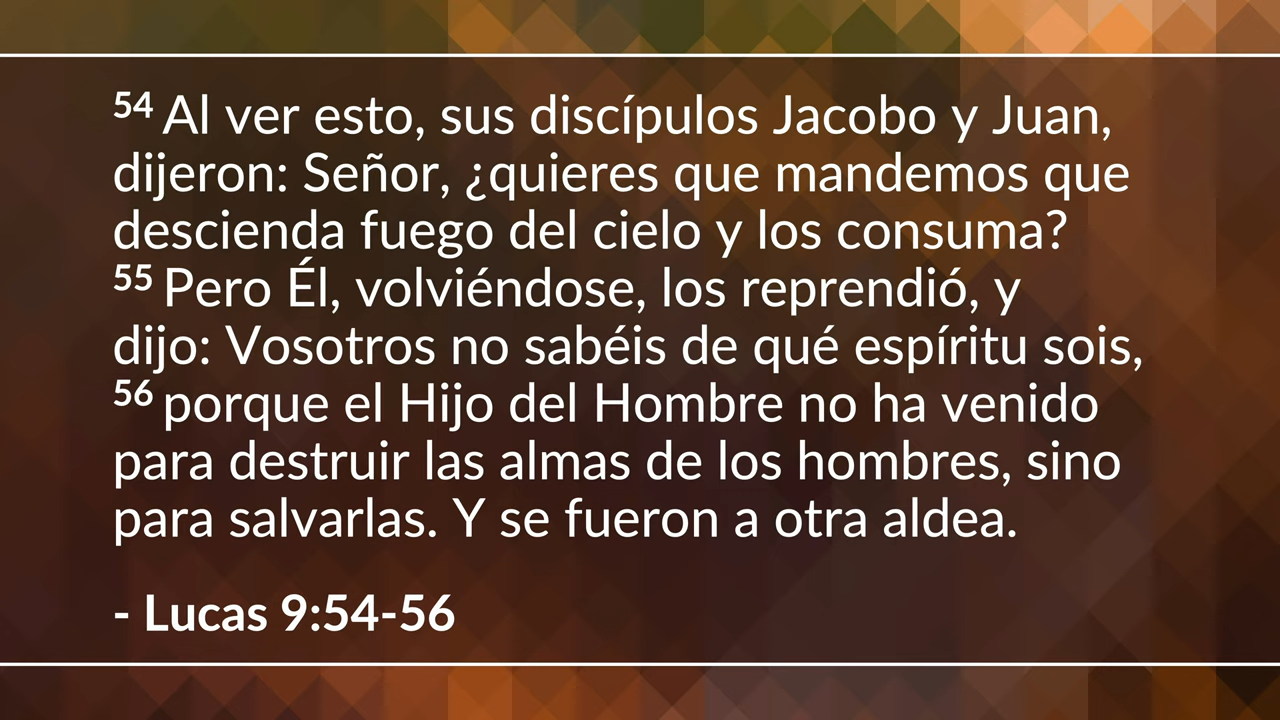 54 Al ver esto, sus discípulos Jacobo y Juan,
dijeron: Señor, ¿quieres que mandemos que
descienda fuego del cielo y los consuma?
55 Pero Él, volviéndose, los reprendió, y
dijo: Vosotros no sabéis de qué espíritu sois,
56 porque el Hijo del Hombre no ha venido
para destruir las almas de los hombres, sino
para salvarlas. Y se fueron a otra aldea.
- Lucas 9:54-56